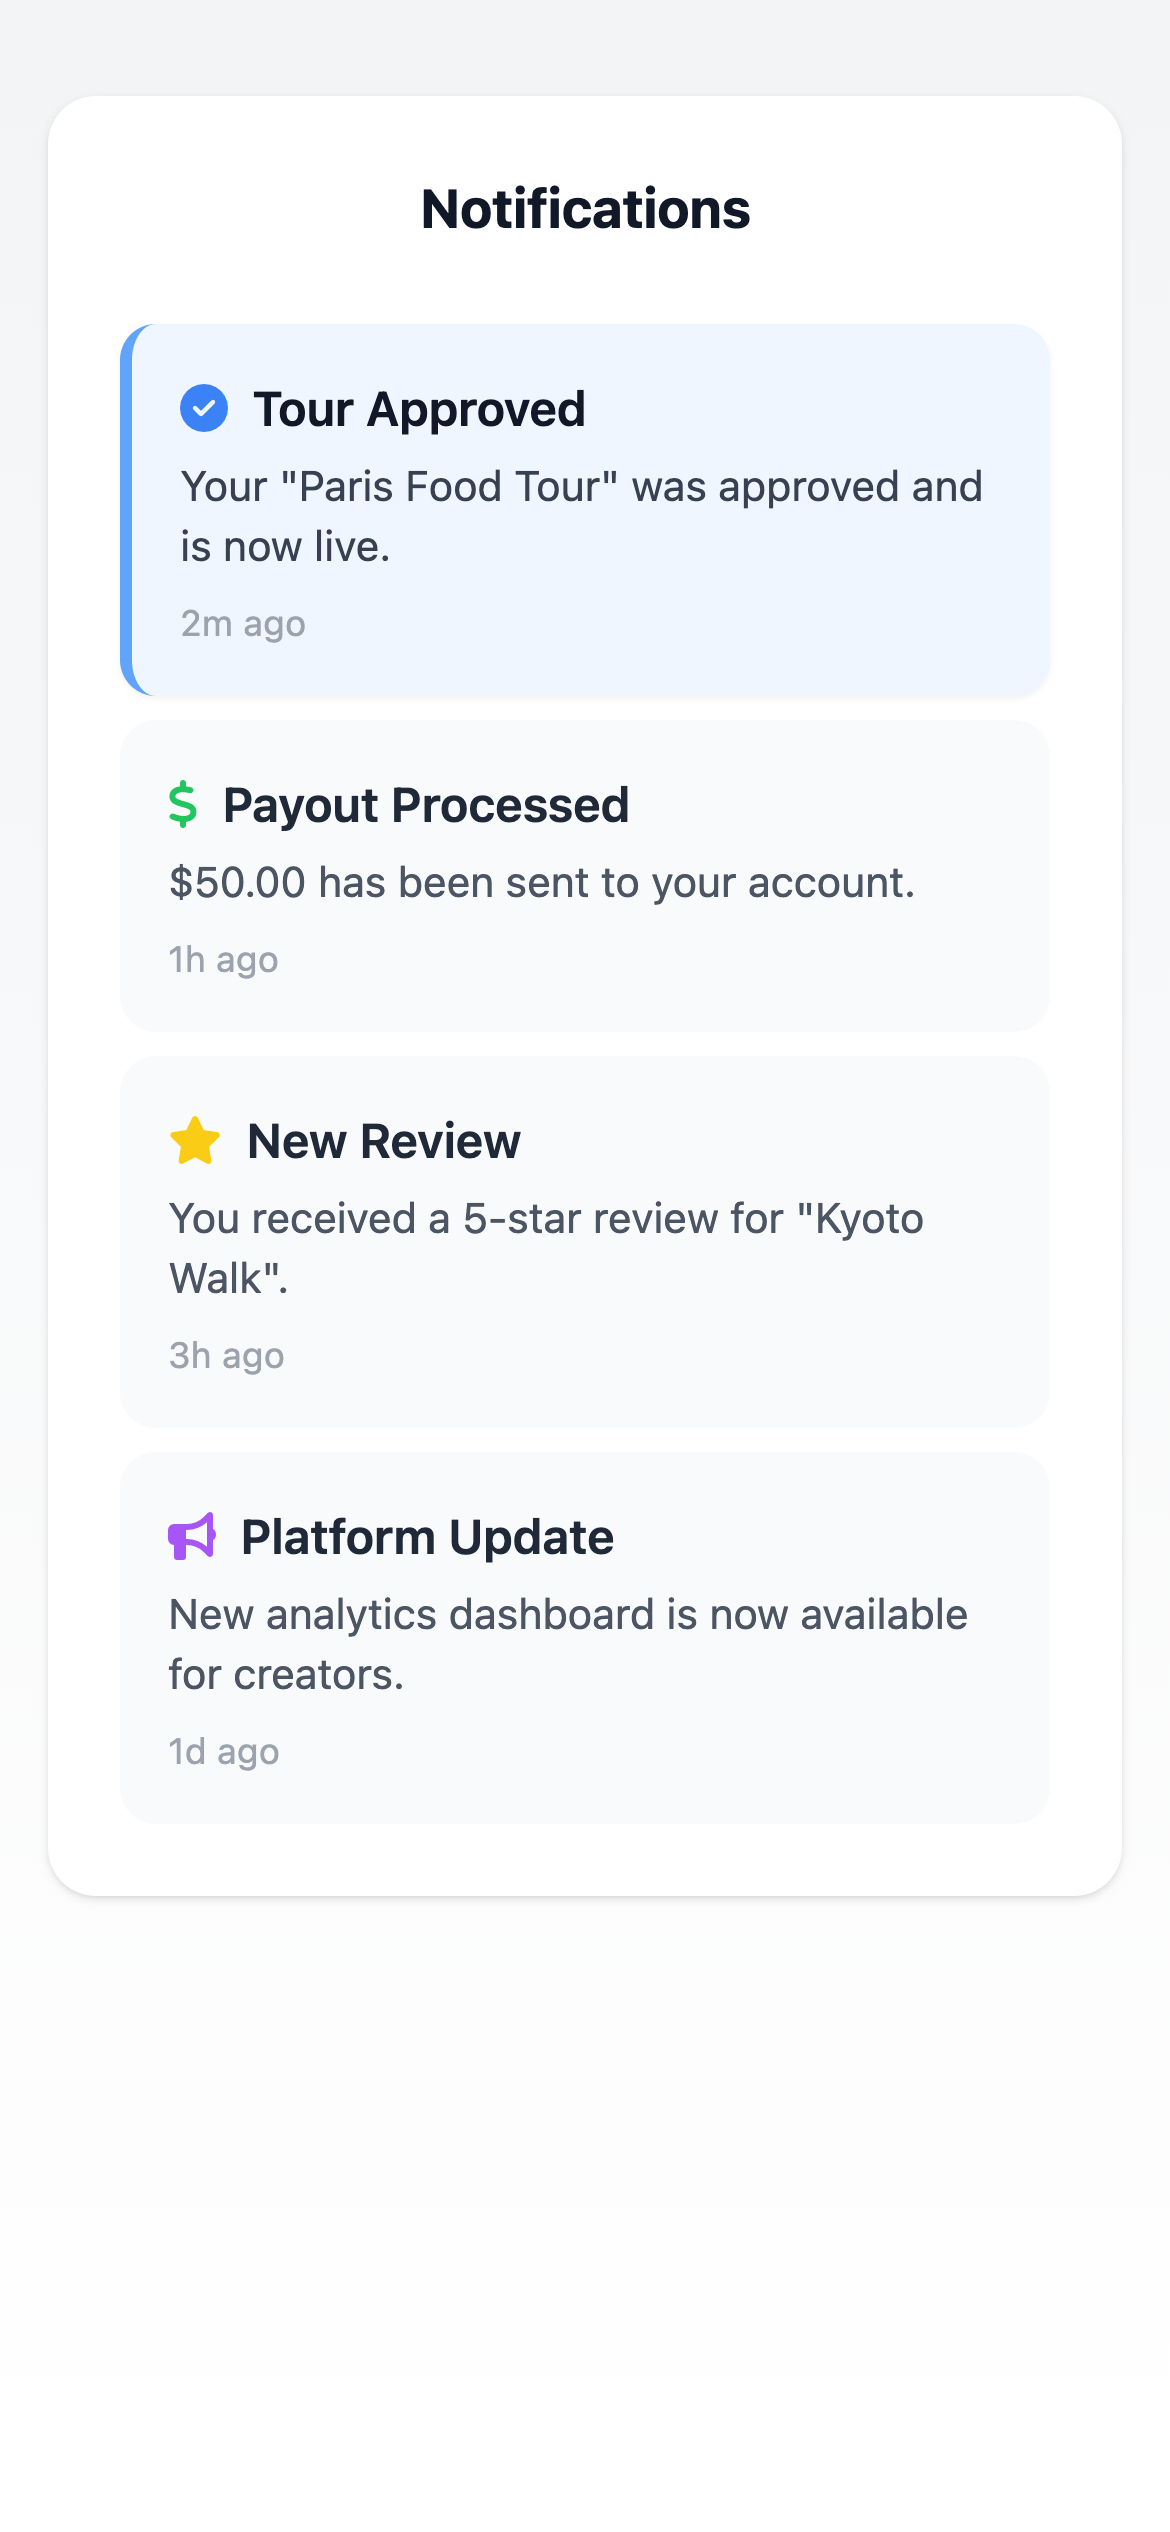 Notifications
Tour Approved
Your "Paris Food Tour" was approved and
is now live.
2m ago
Payout Processed
$50.00 has been sent to your account.
1h ago
New Review
You received a 5-star review for "Kyoto
Walk".
3h ago
Platform Update
New analytics dashboard is now available
for creators.
1d ago